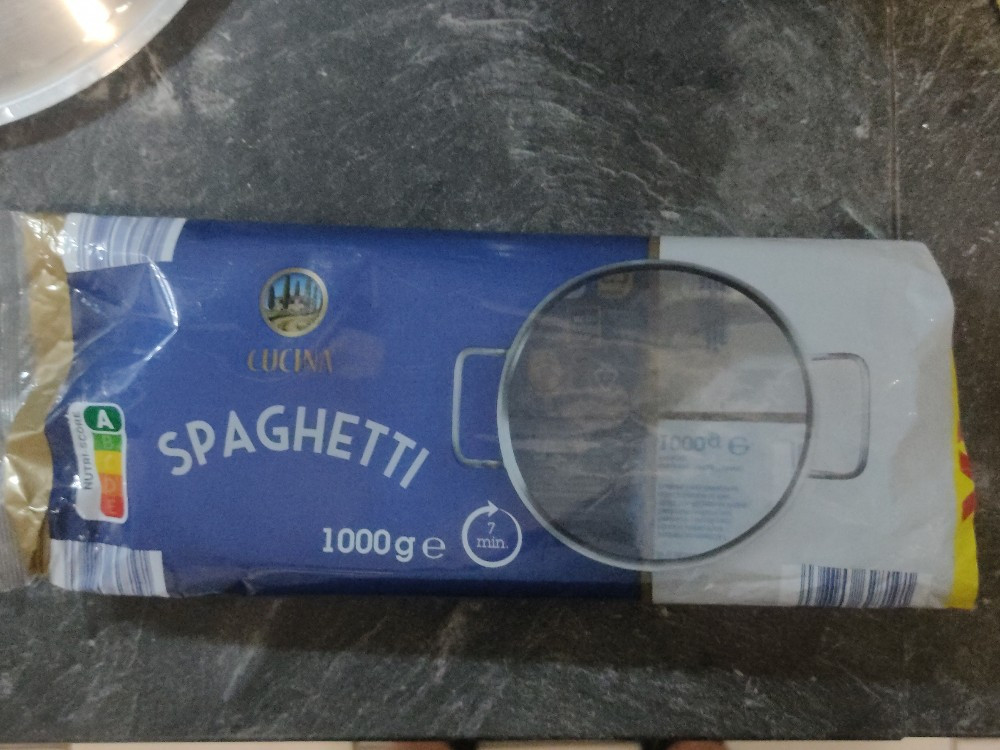 CUCINA
SPAGHETTI
NUTRI-SCORE
A
B
D
E
1000g e
7
min.
1000g e